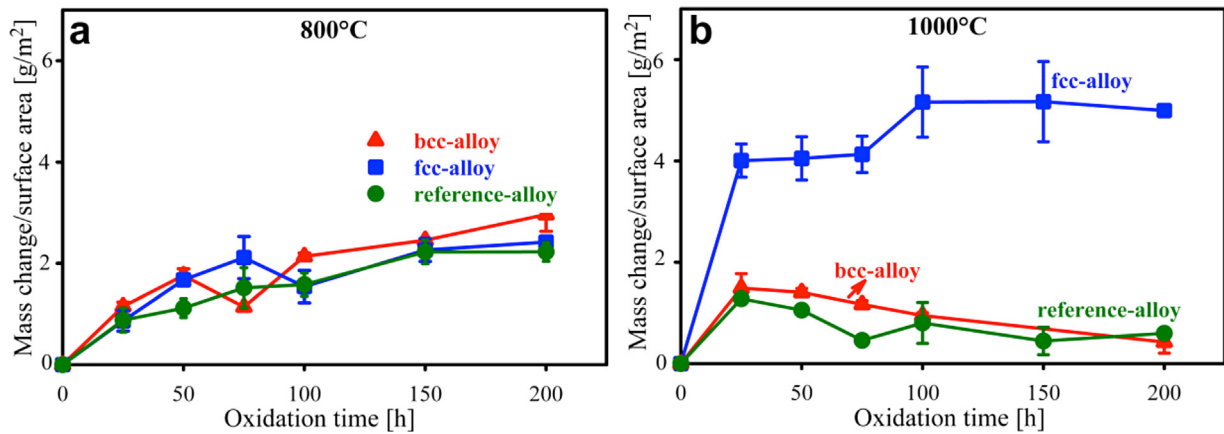 a
800°C
Mass change/surface area [g/m²]
6
4
2
0
bcc-alloy
fcc-alloy
reference-alloy
0
50
100
150
200
Oxidation time [h]
b
1000°C
Mass change/surface area [g/m²]
6
4
2
0
fcc-alloy
bcc-alloy
reference-alloy
0
50
100
150
200
Oxidation time [h]